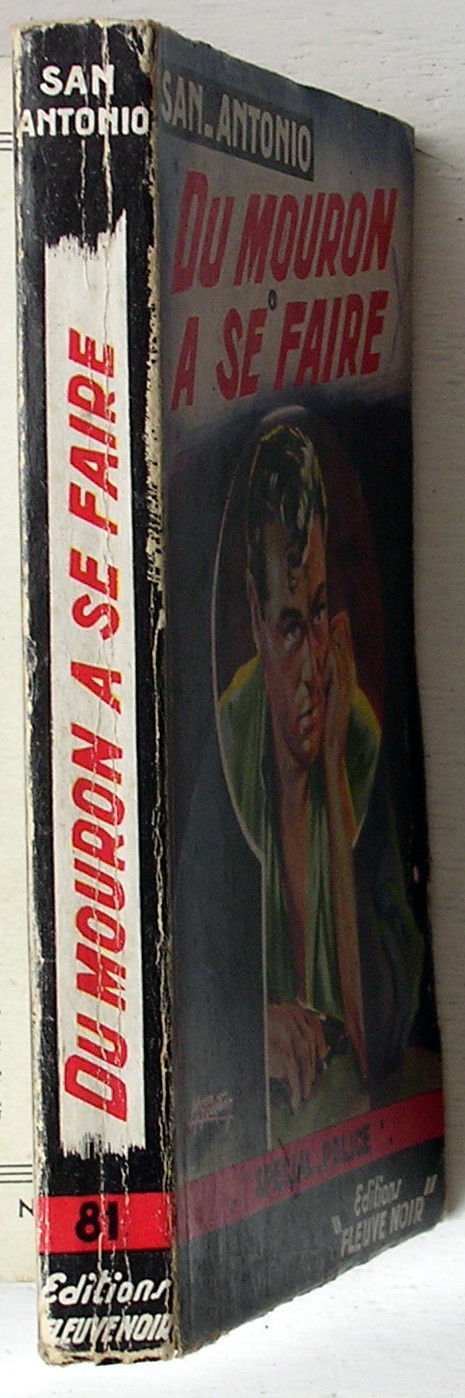 SAN
ANTONIO
DU MOURON A SE FAIRE
81
Editions
FLEUVE NOIR
SAN-ANTONIO
DU MOURON
A SE FAIRE
SPECIAL-POLICE
Editions
"FLEUVE NOIR"
N